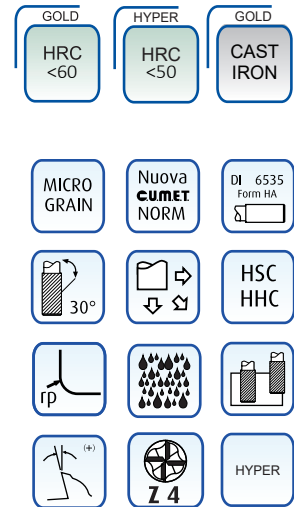 GOLD HYPER GOLD
HRC HRC CAST
<60 <50 IRON
MICRO Nuova DI 6535
GRAIN C.U.M.E.T. Form HA
NORM
30° HSC
HHC
rp
(+)
Z 4 HYPER